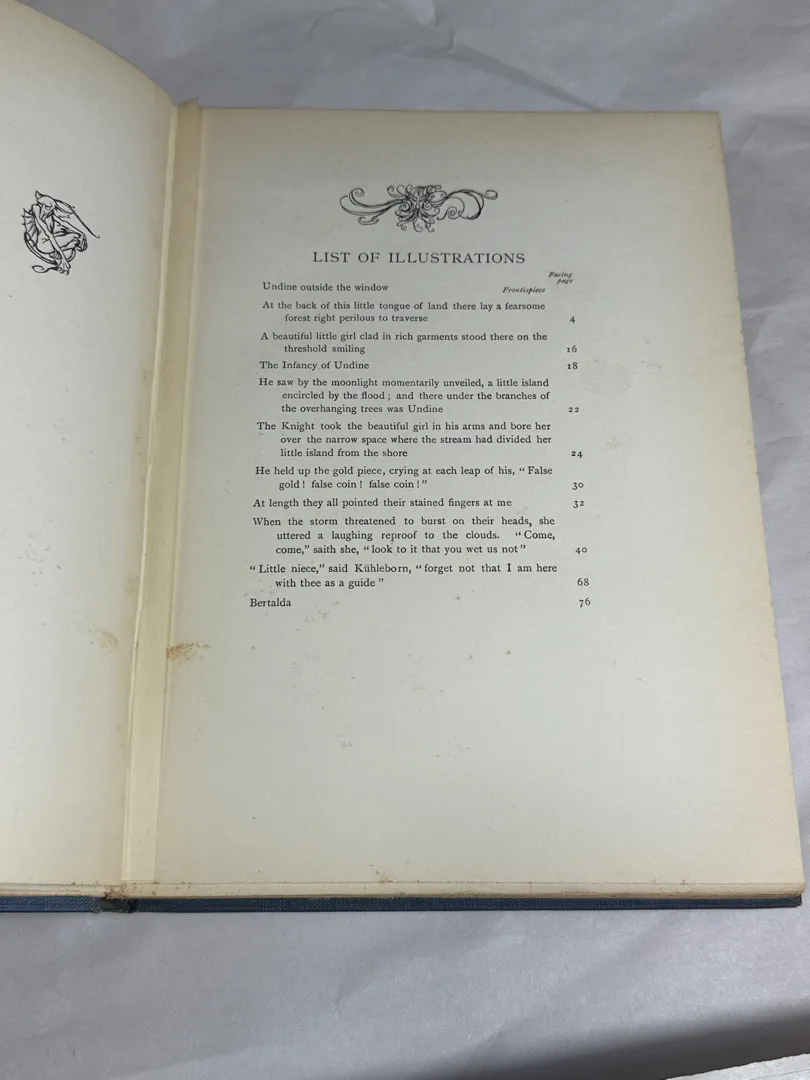 LIST OF ILLUSTRATIONS
Facing
page
Undine outside the window Frontispiece
At the back of this little tongue of land there lay a fearsome
forest right perilous to traverse 4
A beautiful little girl clad in rich garments stood there on the
threshold smiling 16
The Infancy of Undine 18
He saw by the moonlight momentarily unveiled, a little island
encircled by the flood ; and there under the branches of
the overhanging trees was Undine 22
The Knight took the beautiful girl in his arms and bore her
over the narrow space where the stream had divided her
little island from the shore 24
He held up the gold piece, crying at each leap of his, “ False
gold ! false coin ! false coin ! ” 30
At length they all pointed their stained fingers at me 32
When the storm threatened to burst on their heads, she
uttered a laughing reproof to the clouds. “ Come,
come,” saith she, “ look to it that you wet us not ” 40
“ Little niece,” said Kühleborn, “ forget not that I am here
with thee as a guide ” 68
Bertalda 76